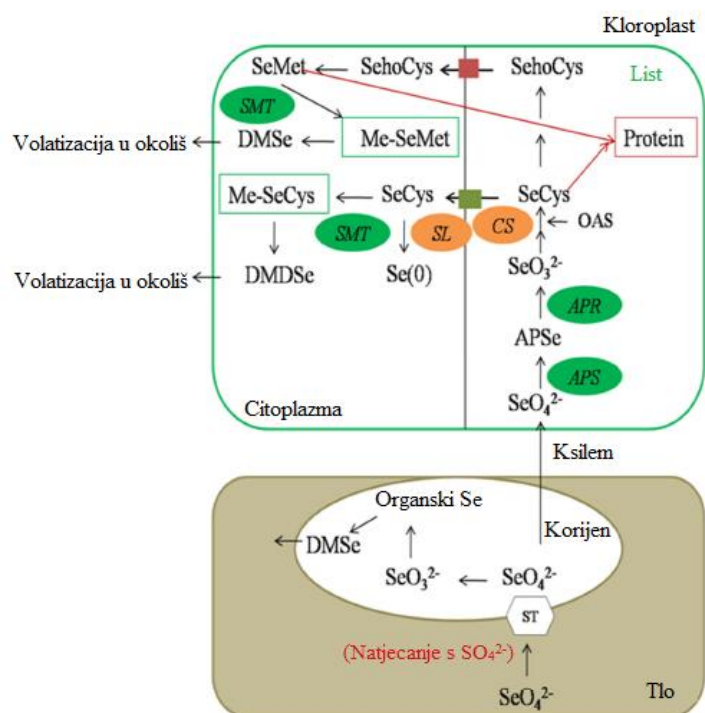 Kloroplast
SeMet
SehoCys
SehoCys
List
SMT
Volatizacija u okoliš
DMSe
Me-SeMet
Protein
Me-SeCys
SeCys
SeCys
SMT
SL
CS
OAS
Volatizacija u okoliš
DMDSe
Se(0)
SeO₃²⁻
APR
APSe
APS
Citoplazma
SeO₄²⁻
Ksilem
Organski Se
Korijen
DMSe
SeO₃²⁻
SeO₄²⁻
ST
(Natjecanje s SO₄²⁻)
SeO₄²⁻
Tlo